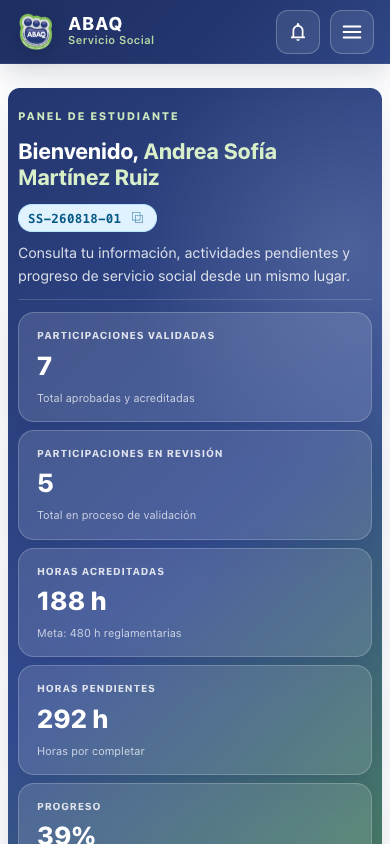 ABAQ
ABAQ
Servicio Social
PANEL DE ESTUDIANTE
Bienvenido, Andrea Sofía
Martínez Ruiz
SS-260818-01
Consulta tu información, actividades pendientes y
progreso de servicio social desde un mismo lugar.
PARTICIPACIONES VALIDADAS
7
Total aprobadas y acreditadas
PARTICIPACIONES EN REVISIÓN
5
Total en proceso de validación
HORAS ACREDITADAS
188 h
Meta: 480 h reglamentarias
HORAS PENDIENTES
292 h
Horas por completar
PROGRESO
39%